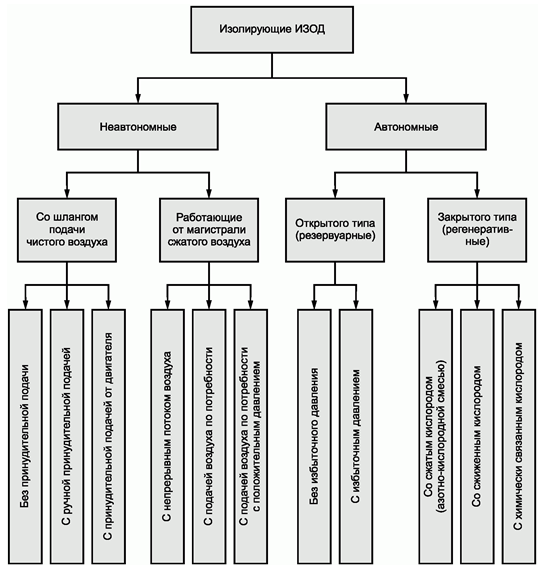 Изолирующие ИЗОД
Неавтономные
Автономные
Со шлангом
подачи
чистого воздуха
Работающие
от магистрали
сжатого воздуха
Открытого типа
(резервуарные)
Закрытого типа
(регенератив-
ные)
Без принудительной подачи
С ручной принудительной подачей
С принудительной подачей от двигателя
С непрерывным потоком воздуха
С подачей воздуха по потребности
С подачей воздуха по потребности
с положительным давлением
Без избыточного давления
С избыточным давлением
Со сжатым кислородом
(азотно-кислородной смесью)
Со сжиженным кислородом
С химически связанным кислородом